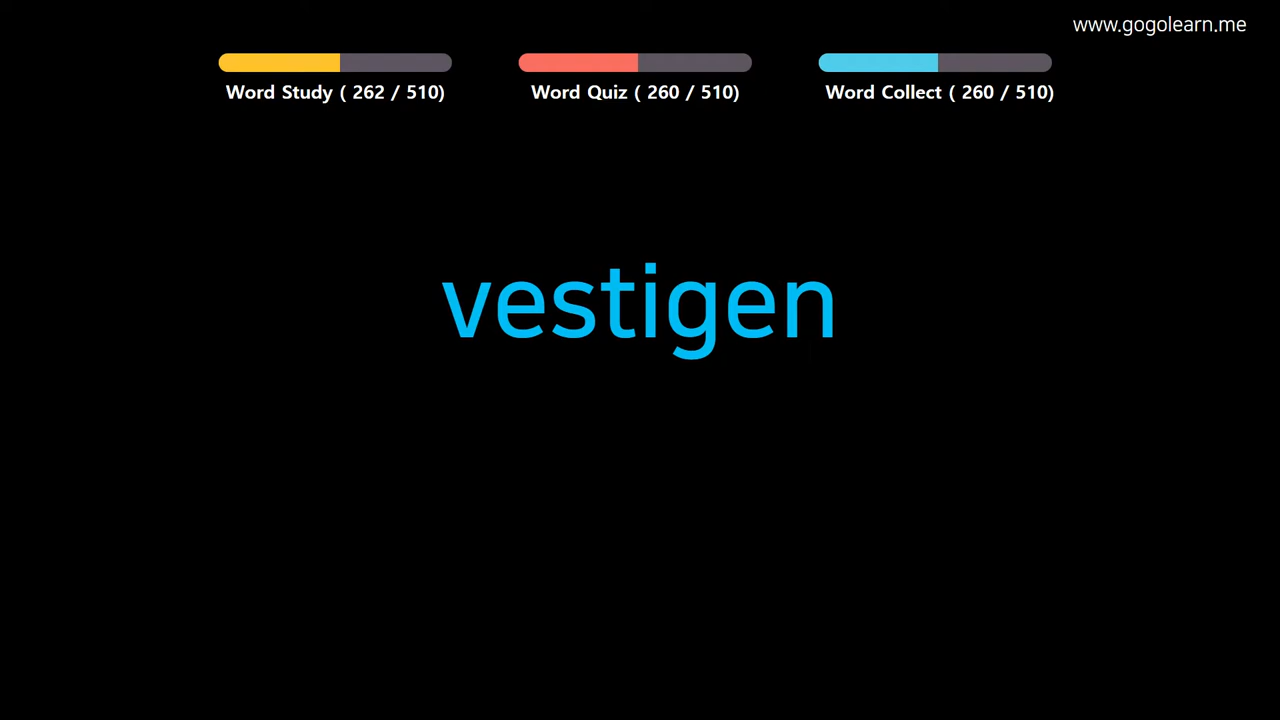 www.gogolearn.me
Word Study ( 262 / 510)
Word Quiz ( 260 / 510)
Word Collect ( 260 / 510)
vestigen